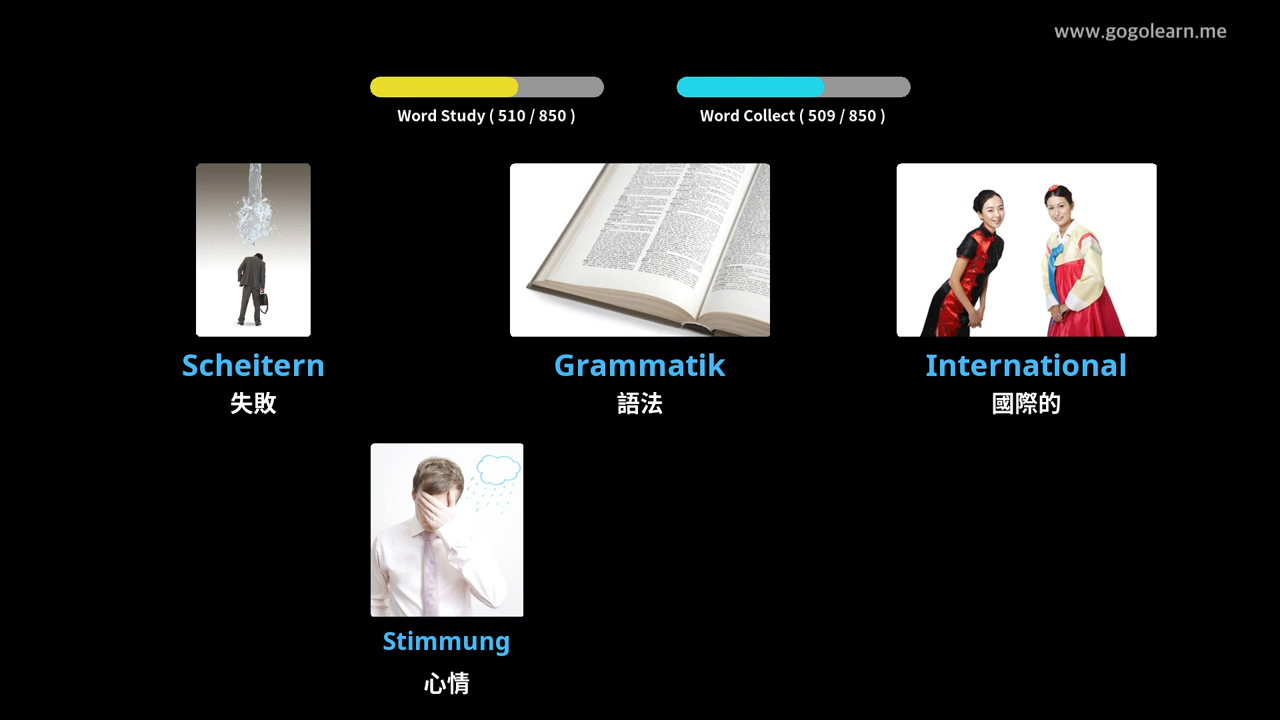 www.gogolearn.me
Word Study ( 510 / 850 )
Word Collect ( 509 / 850 )
Scheitern
失敗
Grammatik
語法
International
國際的
Stimmung
心情